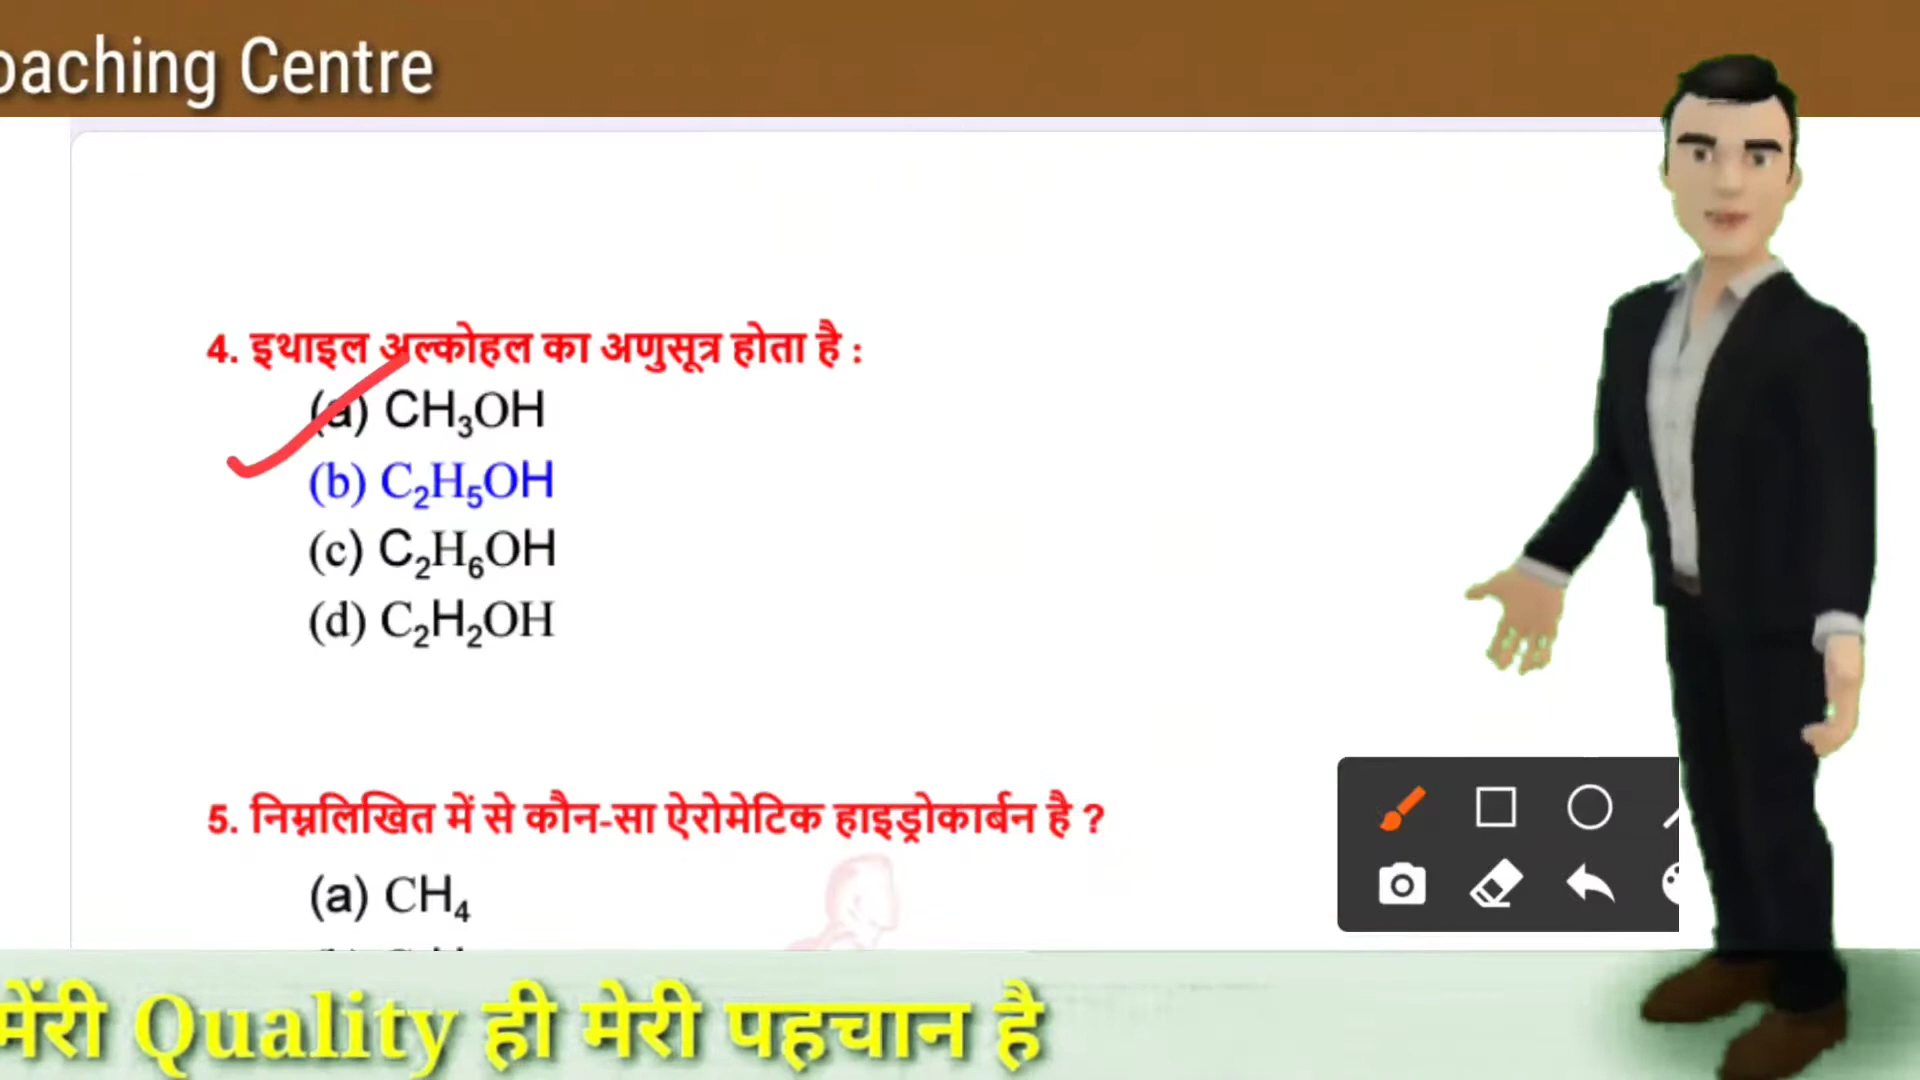 oaching Centre
4. इथाइल अल्कोहल का अणुसूत्र होता है :
(a) CH₃OH
(b) C₂H₅OH
(c) C₂H₆OH
(d) C₂H₂OH
5. निम्नलिखित में से कौन-सा ऐरोमेटिक हाइड्रोकार्बन है ?
(a) CH₄
मेंरी Quality ही मेरी पहचान है